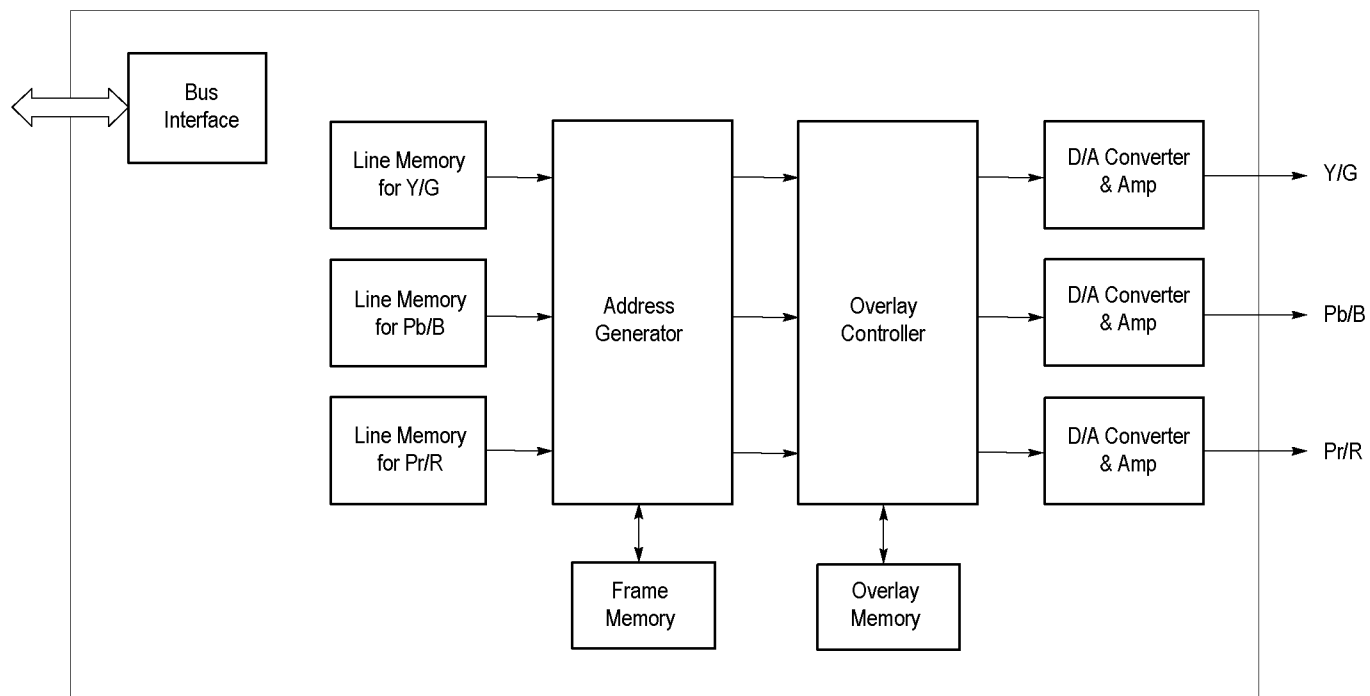 Bus
Interface
Line Memory
for Y/G
Line Memory
for Pb/B
Line Memory
for Pr/R
Address
Generator
Overlay
Controller
D/A Converter
& Amp
D/A Converter
& Amp
D/A Converter
& Amp
Y/G
Pb/B
Pr/R
Frame
Memory
Overlay
Memory